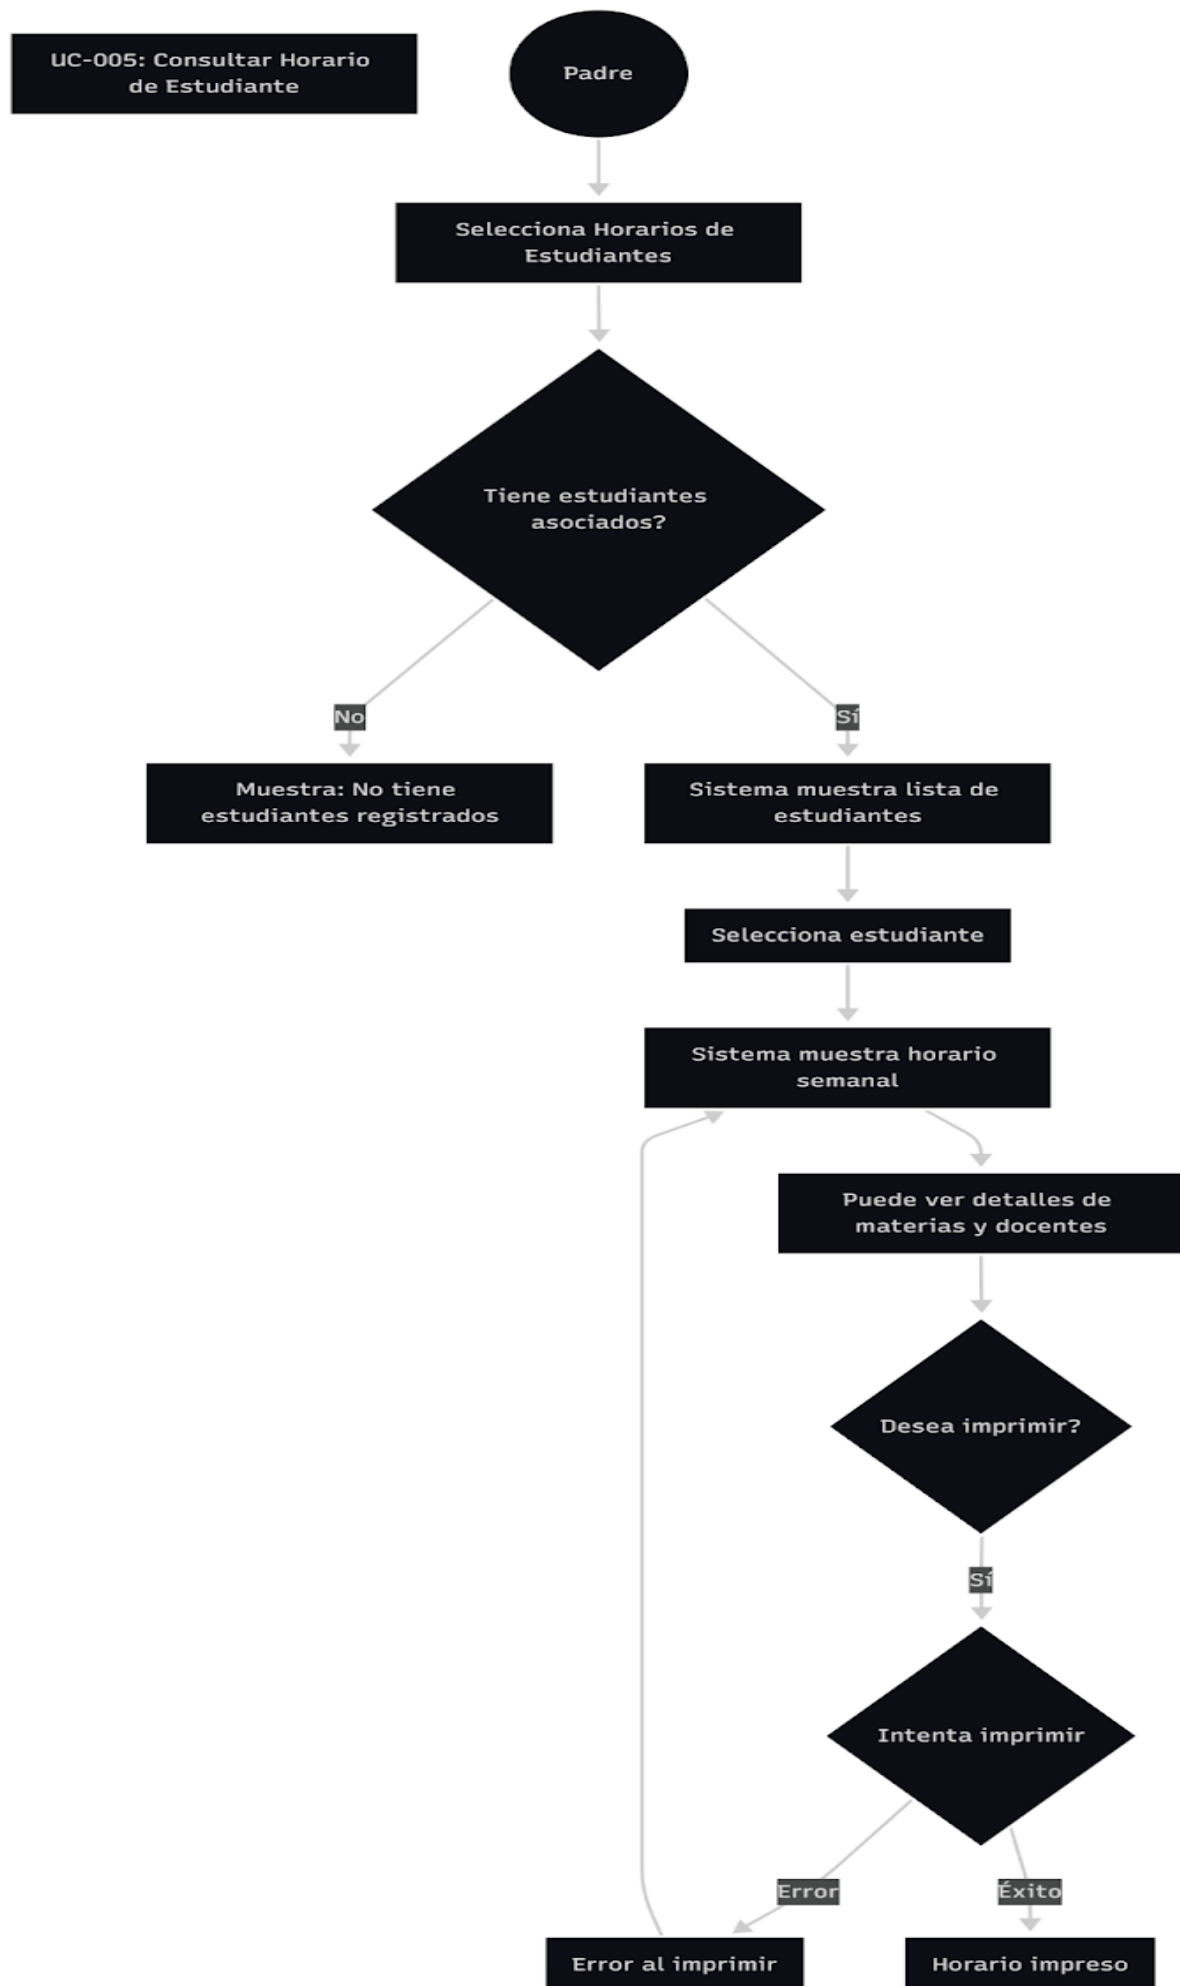 UC-005: Consultar Horario
de Estudiante
Padre
Selecciona Horarios de
Estudiantes
Tiene estudiantes
asociados?
No
Sí
Muestra: No tiene
estudiantes registrados
Sistema muestra lista de
estudiantes
Selecciona estudiante
Sistema muestra horario
semanal
Puede ver detalles de
materias y docentes
Desea imprimir?
Sí
Intenta imprimir
Error
Éxito
Error al imprimir
Horario impreso